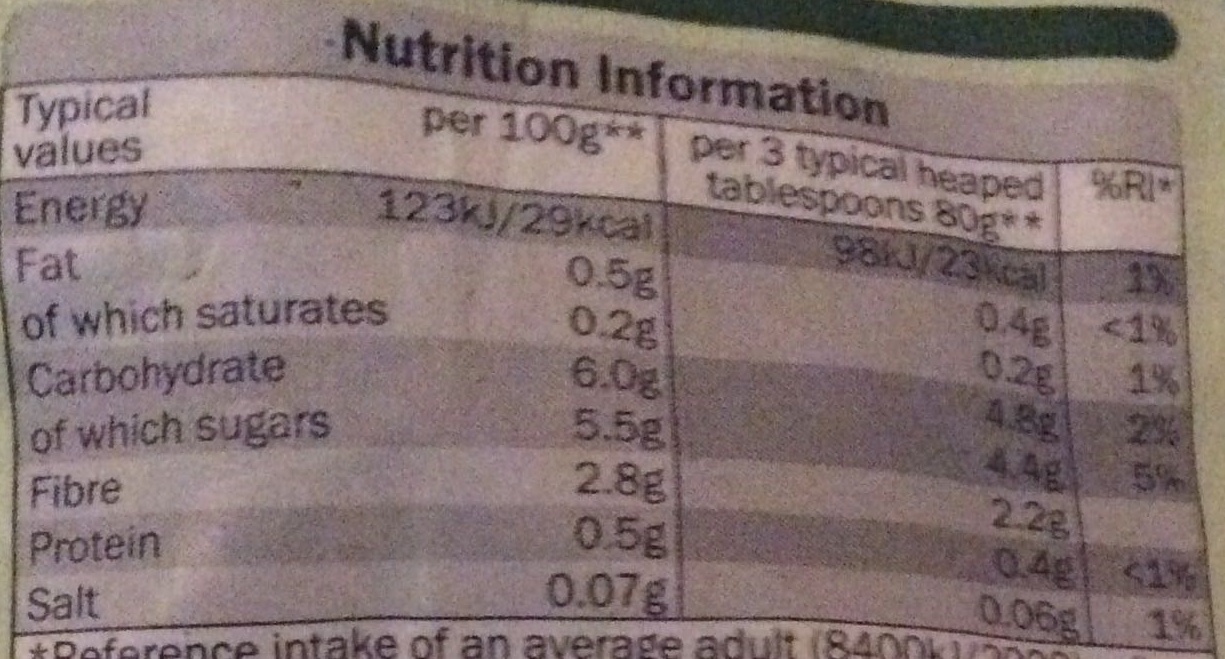 Nutrition Information
Typical values per 100g** per 3 typical heaped tablespoons 80g** %RI*
Energy 123kJ/29kcal 98kJ/23kcal 1%
Fat 0.5g 0.4g <1%
of which saturates 0.2g 0.2g 1%
Carbohydrate 6.0g 4.8g 2%
of which sugars 5.5g 4.4g 5%
Fibre 2.8g 2.2g
Protein 0.5g 0.4g <1%
Salt 0.07g 0.06g 1%
*Reference intake of an average adult (8400kJ/